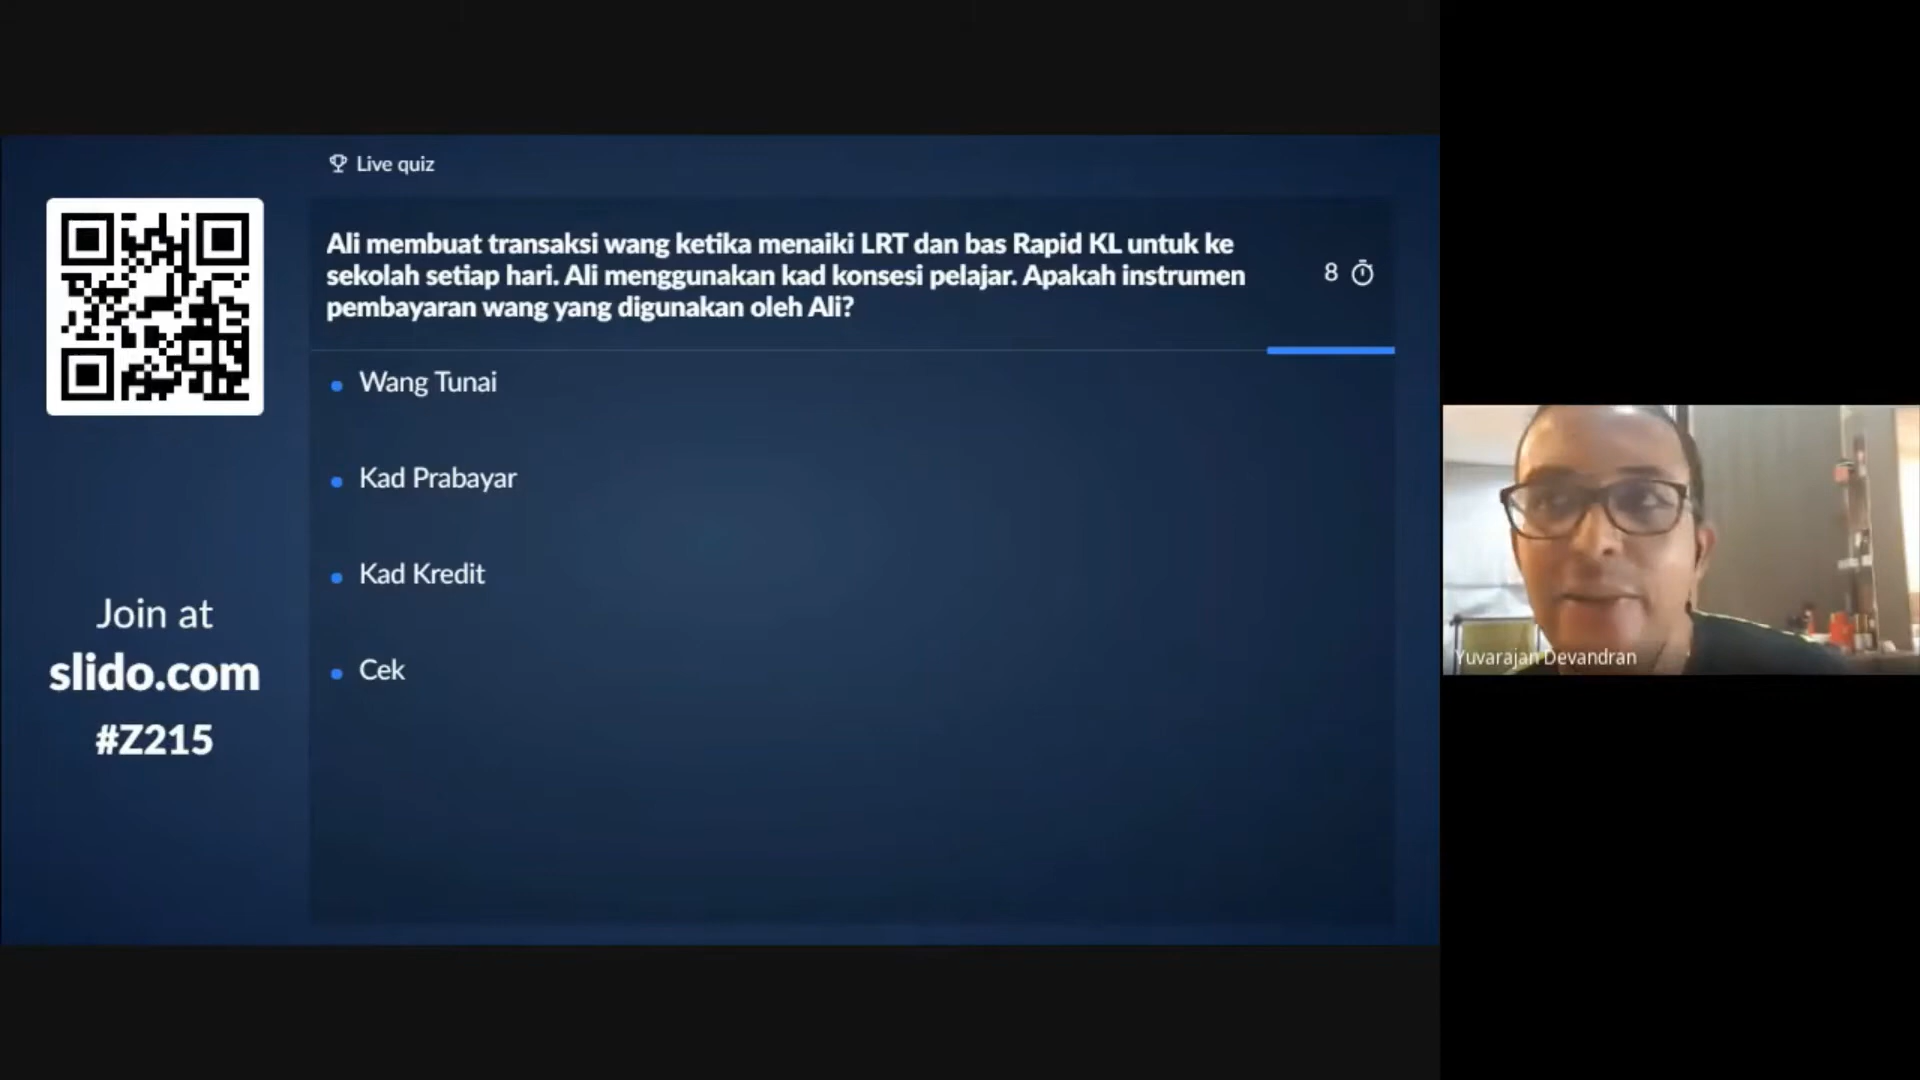 Live quiz
Ali membuat transaksi wang ketika menaiki LRT dan bas Rapid KL untuk ke
sekolah setiap hari. Ali menggunakan kad konsesi pelajar. Apakah instrumen
pembayaran wang yang digunakan oleh Ali?
8
Wang Tunai
Kad Prabayar
Kad Kredit
Cek
Join at
slido.com
#Z215
Yuvarajan Devandran